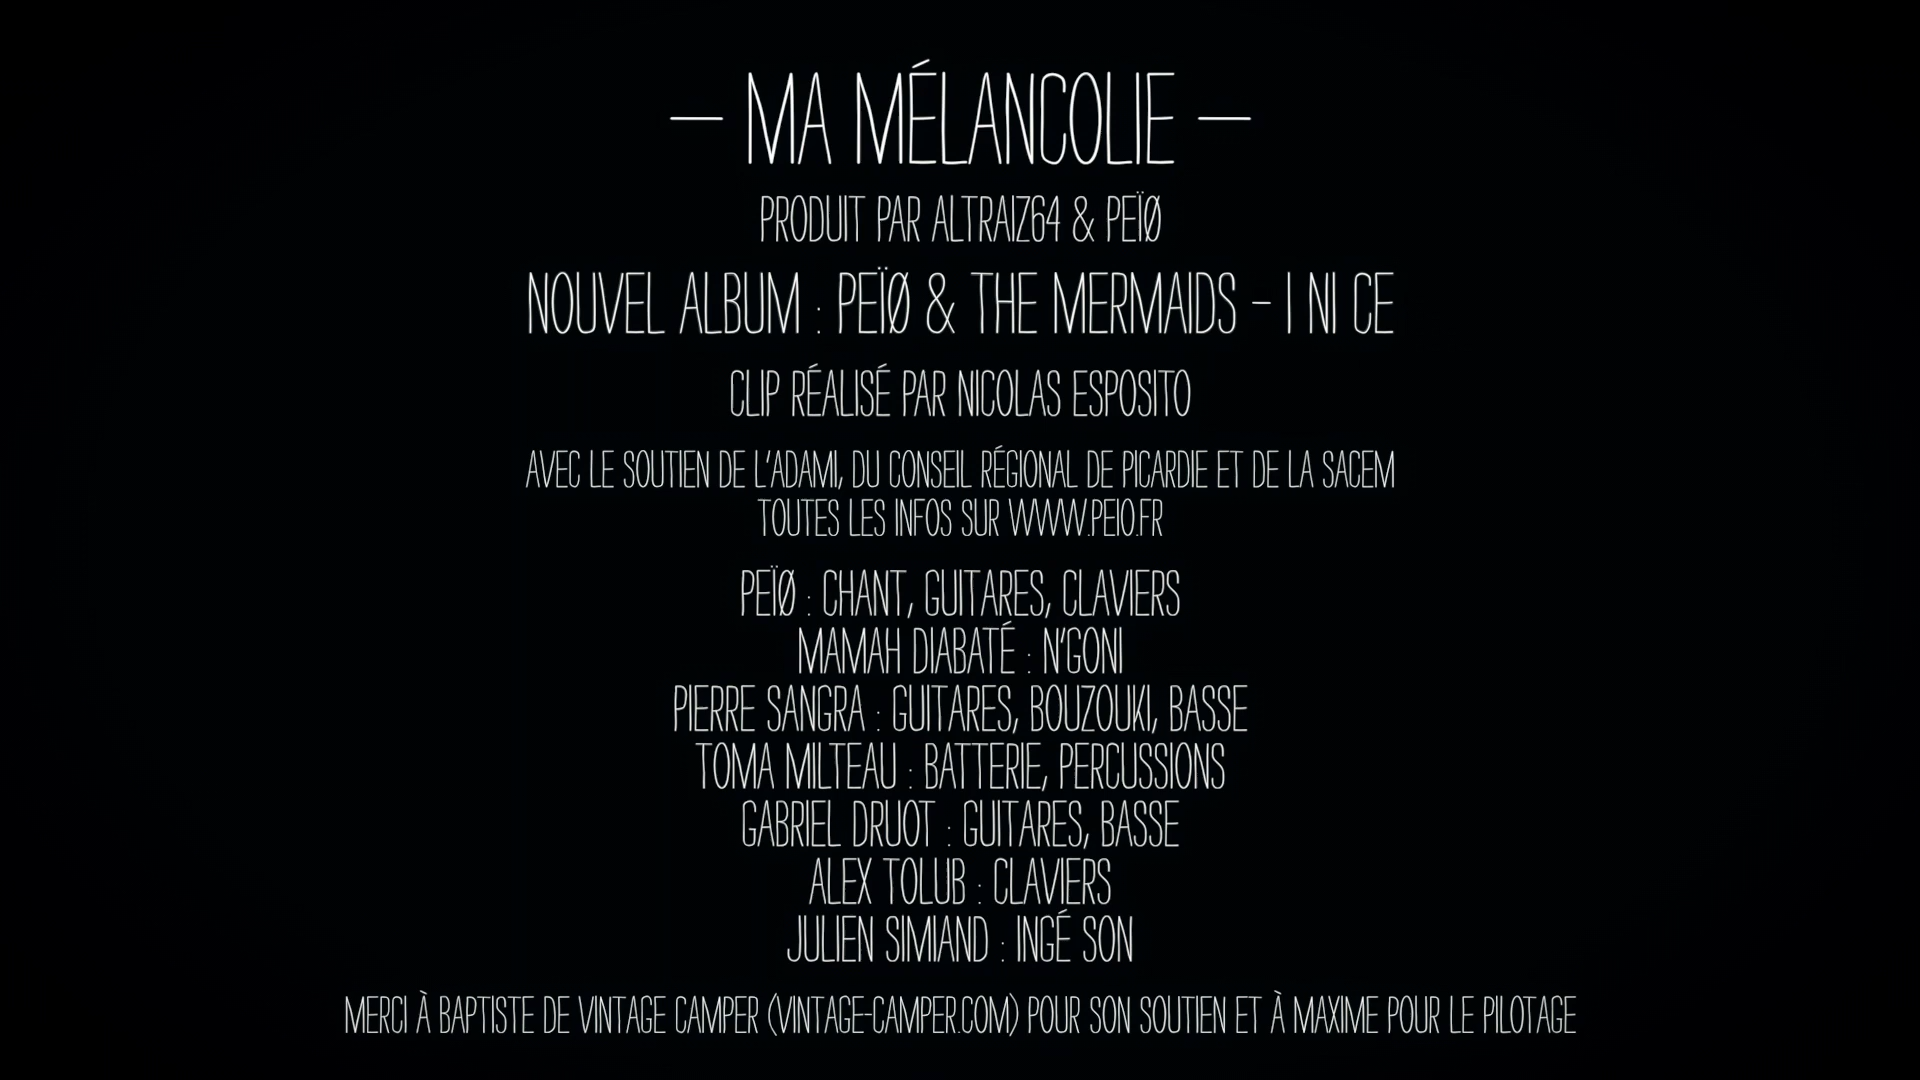 — MA MÉLANCOLIE —
PRODUIT PAR ALTRAIZ64 & PEÏØ
NOUVEL ALBUM : PEÏØ & THE MERMAIDS – I NI CE
CLIP RÉALISÉ PAR NICOLAS ESPOSITO
AVEC LE SOUTIEN DE L'ADAMI, DU CONSEIL RÉGIONAL DE PICARDIE ET DE LA SACEM
TOUTES LES INFOS SUR WWW.PEIO.FR
PEÏØ : CHANT, GUITARES, CLAVIERS
MAMAH DIABATÉ : N'GONI
PIERRE SANGRA : GUITARES, BOUZOUKI, BASSE
TOMA MILTEAU : BATTERIE, PERCUSSIONS
GABRIEL DRUOT : GUITARES, BASSE
ALEX TOLUB : CLAVIERS
JULIEN SIMIAND : INGÉ SON
MERCI À BAPTISTE DE VINTAGE CAMPER (VINTAGE-CAMPER.COM) POUR SON SOUTIEN ET À MAXIME POUR LE PILOTAGE